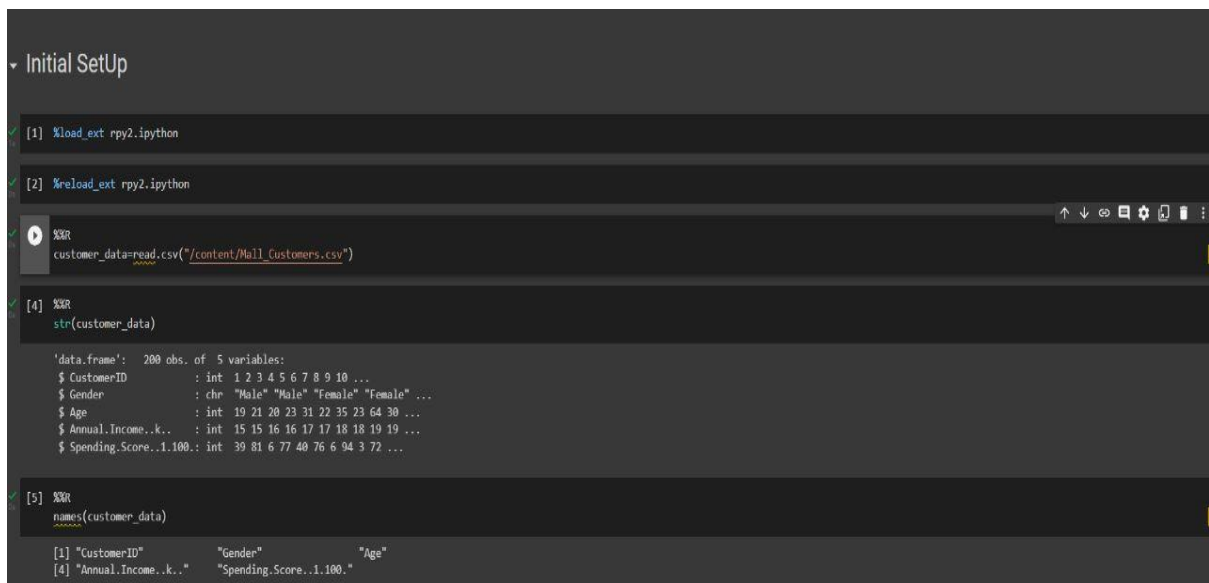 Initial SetUp
[1] %load_ext rpy2.ipython
[2] %reload_ext rpy2.ipython
%%R
customer_data=read.csv("/content/Mall_Customers.csv")
[4] %%R
str(customer_data)
'data.frame': 200 obs. of 5 variables:
$ CustomerID : int 1 2 3 4 5 6 7 8 9 10 ...
$ Gender : chr "Male" "Male" "Female" "Female" ...
$ Age : int 19 21 20 23 31 22 35 23 64 30 ...
$ Annual.Income..k.. : int 15 15 16 16 17 17 18 18 19 19 ...
$ Spending.Score..1.100.: int 39 81 6 77 40 76 6 94 3 72 ...
[5] %%R
names(customer_data)
[1] "CustomerID" "Gender" "Age"
[4] "Annual.Income..k.." "Spending.Score..1.100."